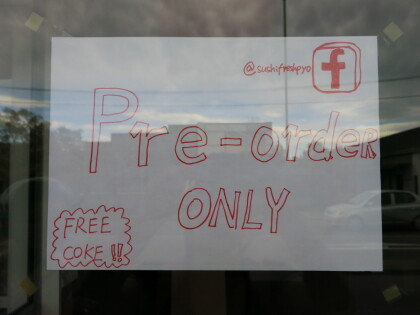 @sushifreshpyo
f
Pre-order
ONLY
FREE
COKE!!